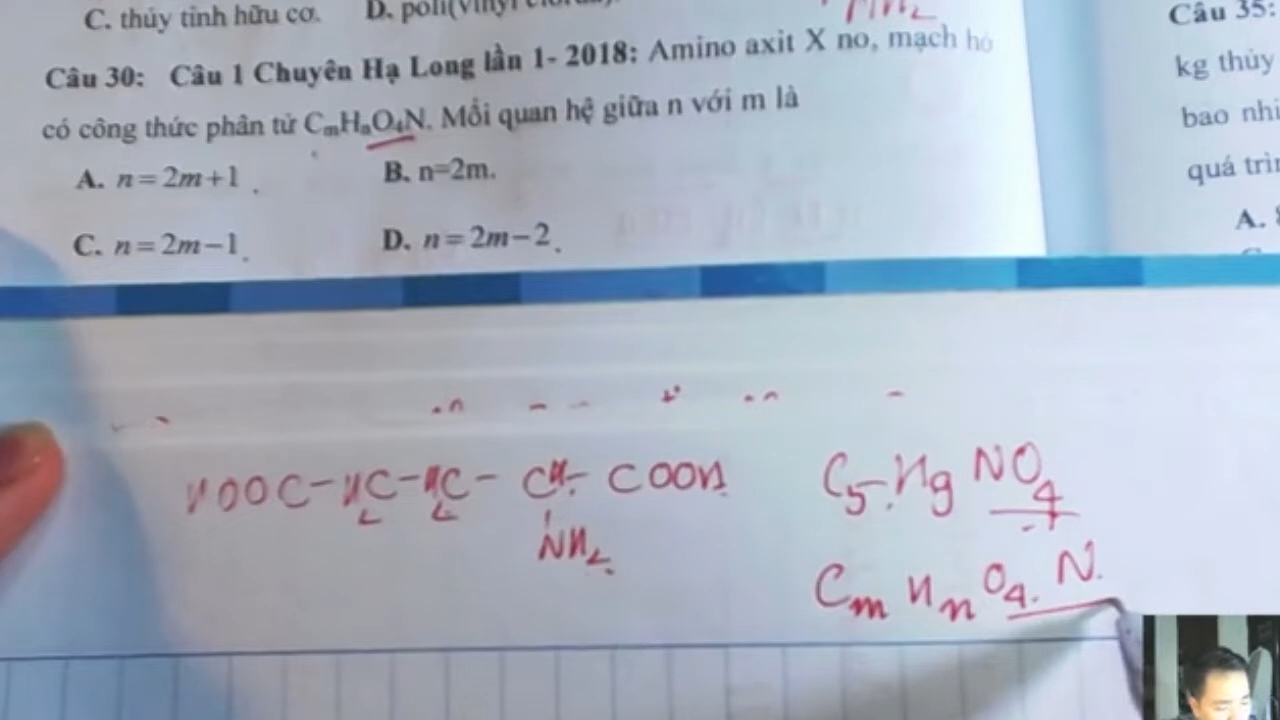 C. thủy tinh hữu cơ. D.
Câu 30: Câu 1 Chuyên Hạ Long lần 1- 2018: Amino axit X no, mạch hở
có công thức phân tử CmHnO4N. Mối quan hệ giữa n với m là
A. n=2m+1.
B. n=2m.
C. n=2m-1.
D. n=2m-2.
Câu 35:
kg thủy
bao nhi
quá trìn
A.
HOOC-H2C-H2C-CH-COOH
NH2
C5H9NO4
CmHnO4N.